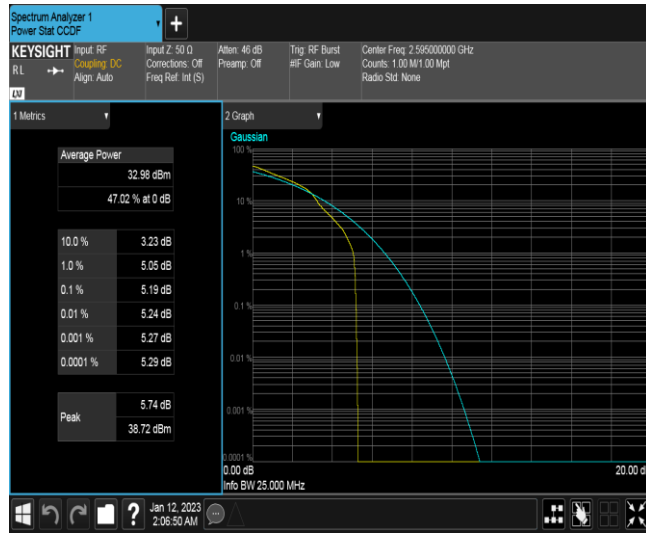 Spectrum Analyzer 1
Power Stat CCDF
+
KEYSIGHT Input: RF Input Z: 50 Ω Atten: 46 dB Trig: RF Burst Center Freq: 2.595000000 GHz
RL Coupling: DC Corrections: Off Preamp: Off #IF Gain: Low Counts: 1.00 M/1.00 Mpt
Align: Auto Freq Ref: Int (S) Radio Std: None
LXI
1 Metrics
Average Power
32.98 dBm
47.02 % at 0 dB
10.0 % 3.23 dB
1.0 % 5.05 dB
0.1 % 5.19 dB
0.01 % 5.24 dB
0.001 % 5.27 dB
0.0001 % 5.29 dB
Peak
5.74 dB
38.72 dBm
2 Graph
Gaussian
100 %
10 %
1 %
0.1 %
0.01 %
0.001 %
0.0001 %
0.00 dB 20.00 d
Info BW 25.000 MHz
? Jan 12, 2023
2:06:50 AM